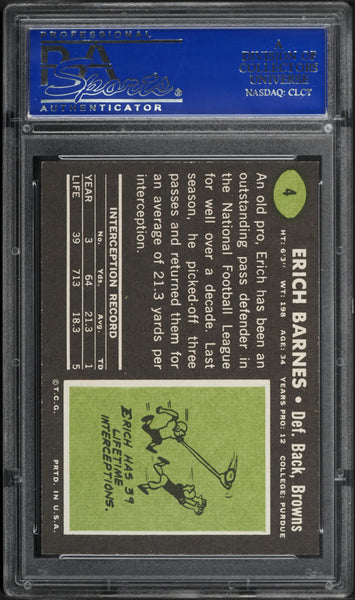 PROFESSIONAL
PSA
Sports
®
AUTHENTICATOR
A
DIVISION OF
COLLECTORS
UNIVERSE
NASDAQ: CLCT
4
ERICH BARNES • Def. Back, Browns
HT: 6'3" WT: 198 AGE: 34 YEARS PRO: 12 COLLEGE: PURDUE
An old pro, Erich has been an
outstanding pass defender in
the National Football League
for well over a decade. Last
season, he picked-off three
passes and returned them for
an average of 21.3 yards per
interception.
INTERCEPTION RECORD
No. Yds. Avg. TD
YEAR 3 64 21.3 1
LIFE 39 713 18.3 5
ERICH HAS 39
LIFETIME
INTERCEPTIONS.
© T.C.G. PRTD. IN U.S.A.